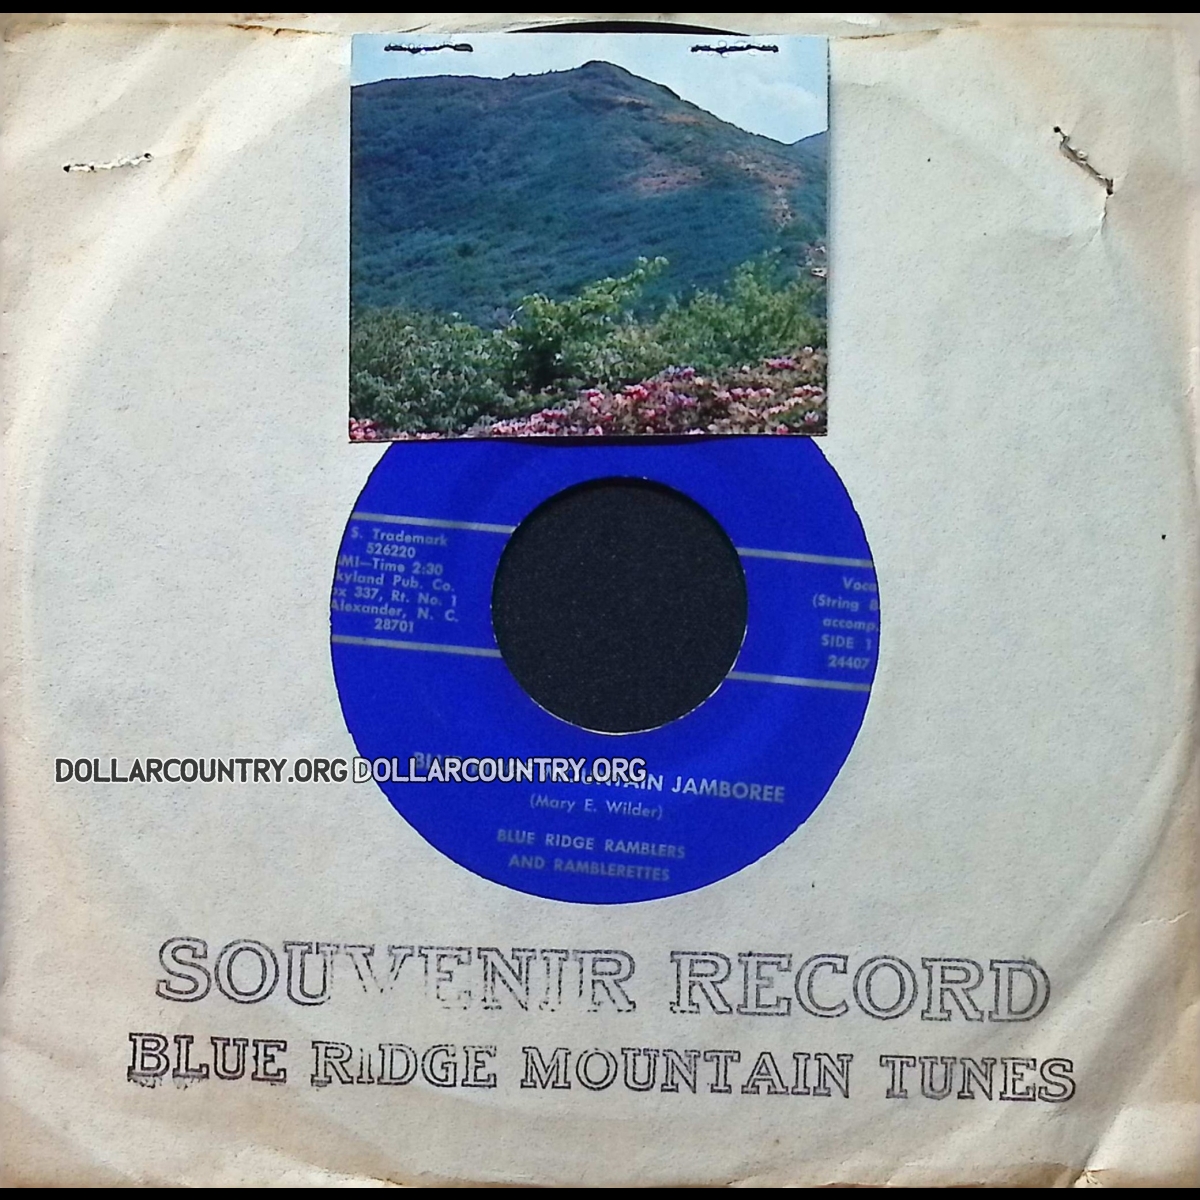 S. Trademark
526220
MI—Time 2:30
kyland Pub. Co.
ox 337, Rt. No. 1
Alexander, N. C.
28701
Voca
(String B
accomp.
SIDE 1
24407
MOUNTAIN JAMBOREE
DOLLARCOUNTRY.ORG DOLLARCOUNTRY.ORG
(Mary E. Wilder)
BLUE RIDGE RAMBLERS
AND RAMBLERETTES
SOUVENIR RECORD
BLUE RIDGE MOUNTAIN TUNES